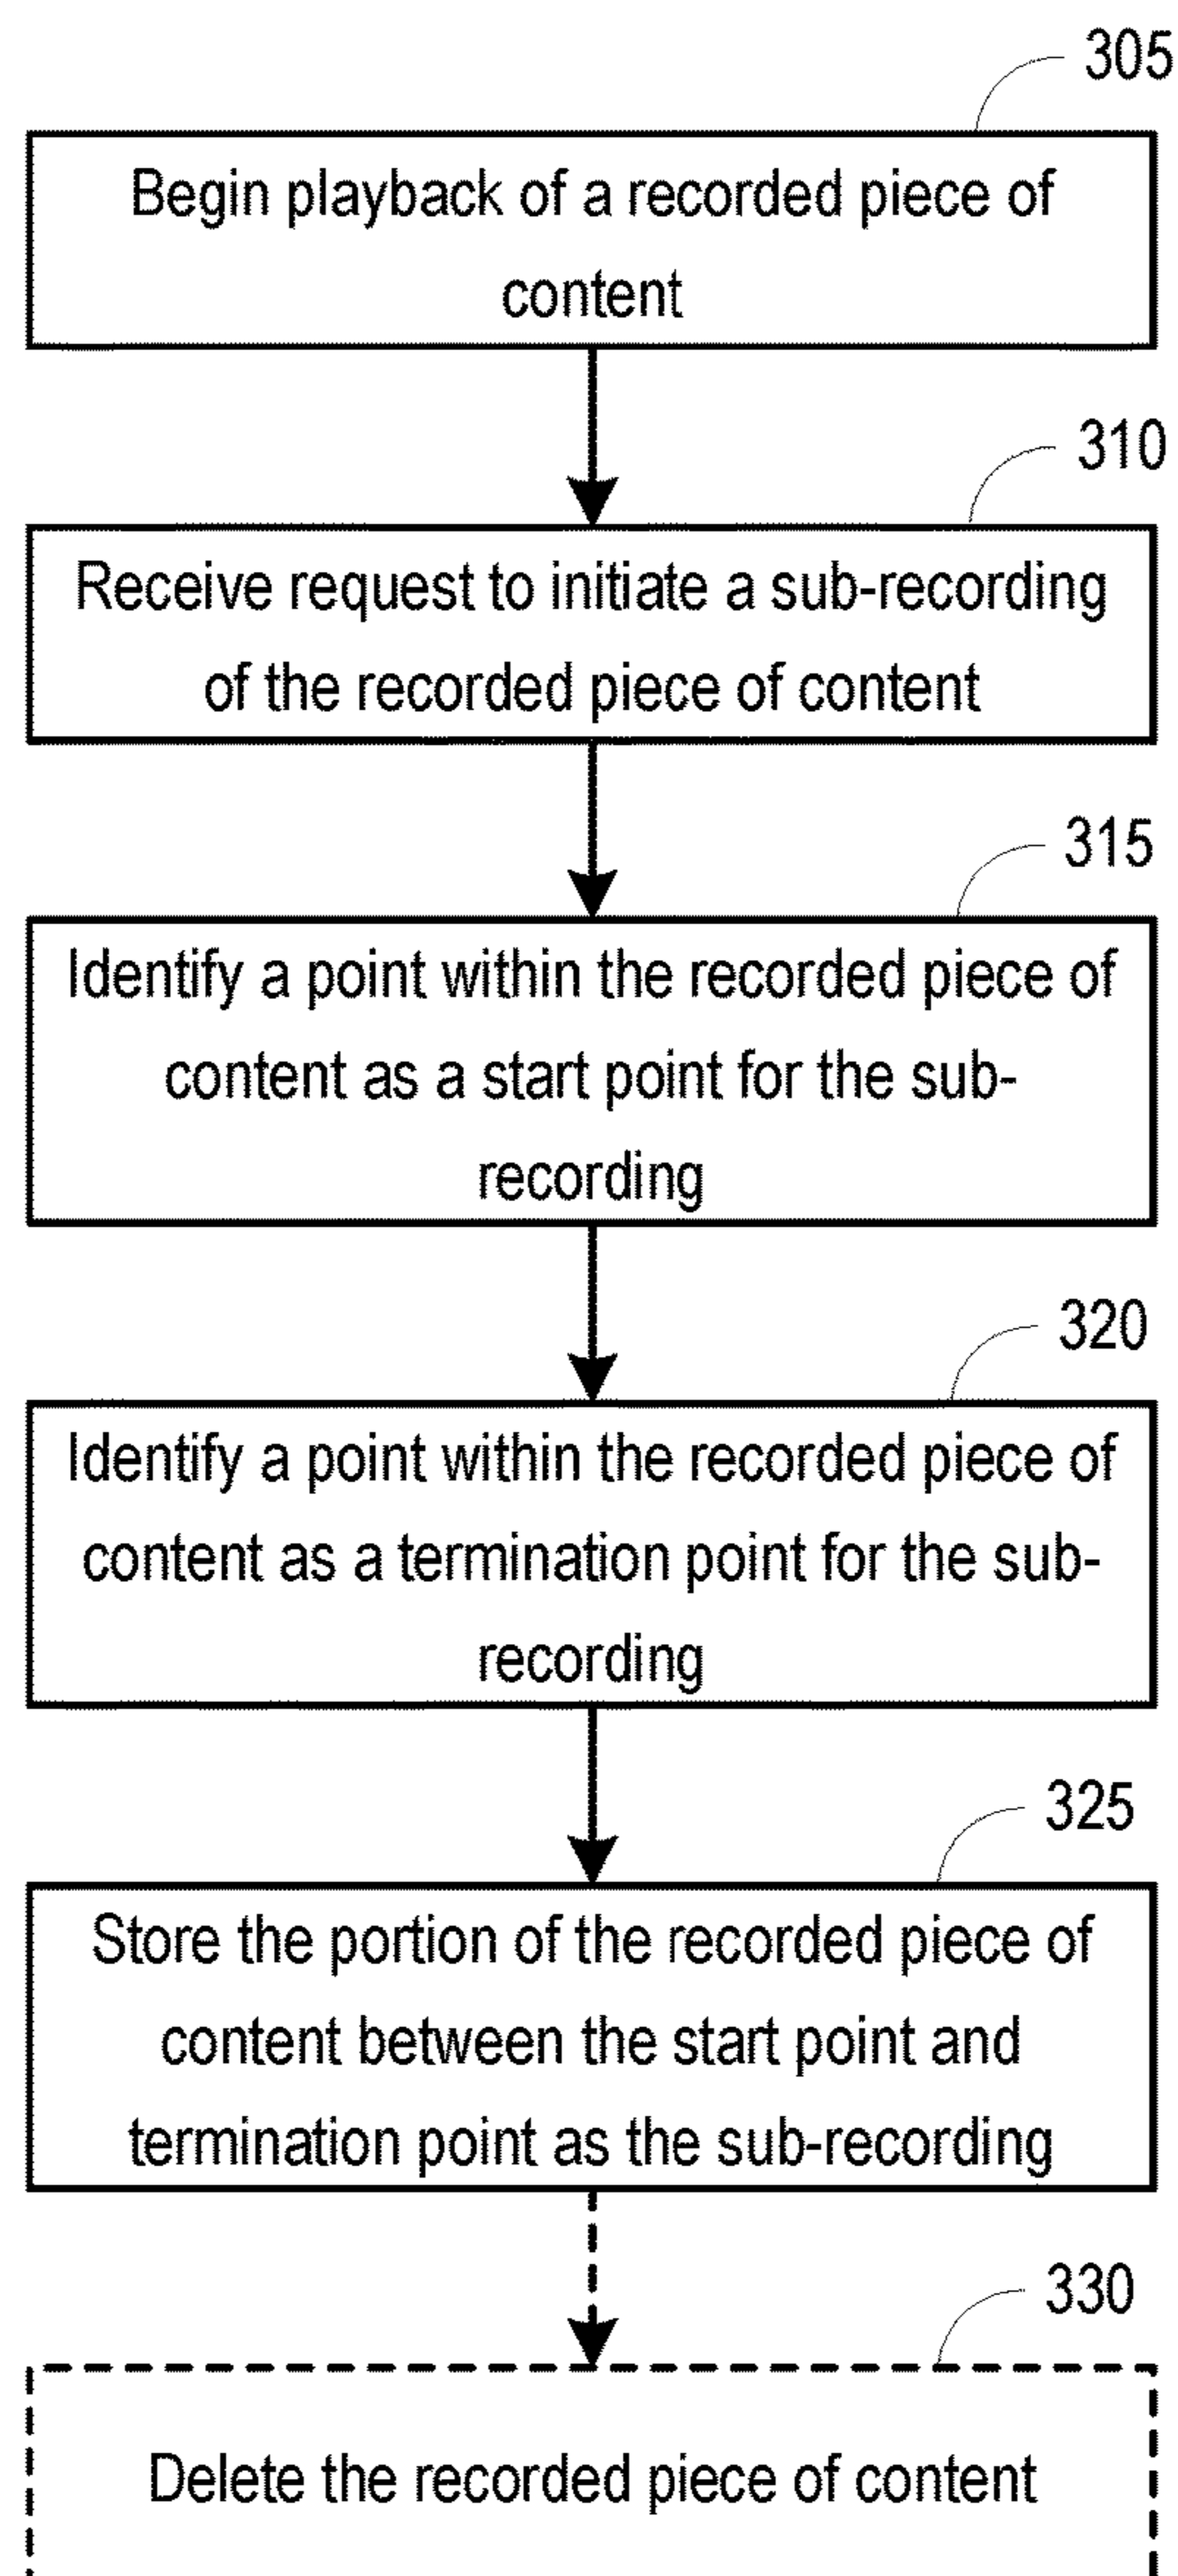 305
Begin playback of a recorded piece of
content
310
Receive request to initiate a sub-recording
of the recorded piece of content
315
Identify a point within the recorded piece of
content as a start point for the sub-
recording
320
Identify a point within the recorded piece of
content as a termination point for the sub-
recording
325
Store the portion of the recorded piece of
content between the start point and
termination point as the sub-recording
330
Delete the recorded piece of content